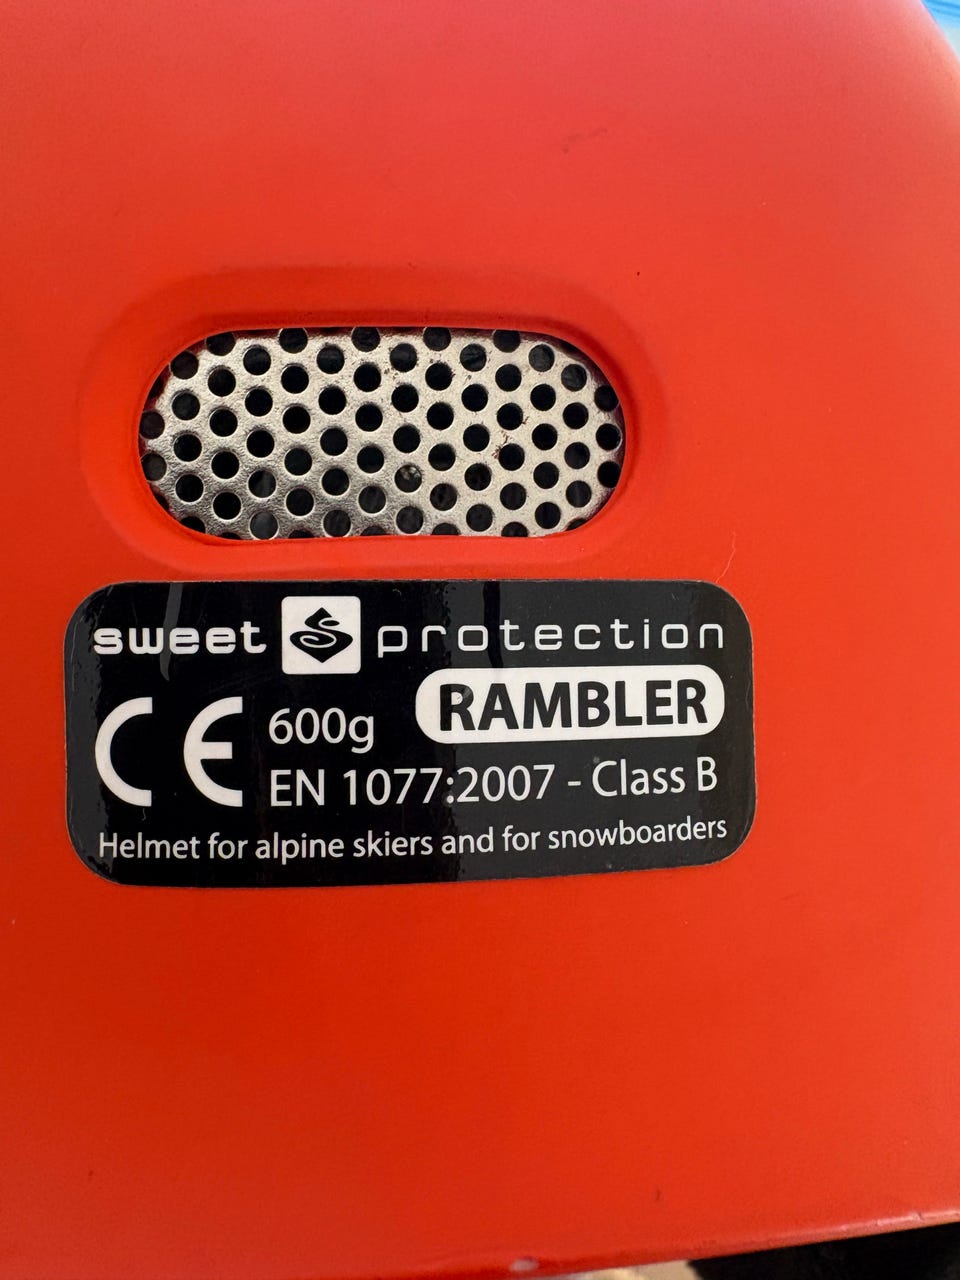 sweet protection
RAMBLER
CE 600g
EN 1077:2007 - Class B
Helmet for alpine skiers and for snowboarders